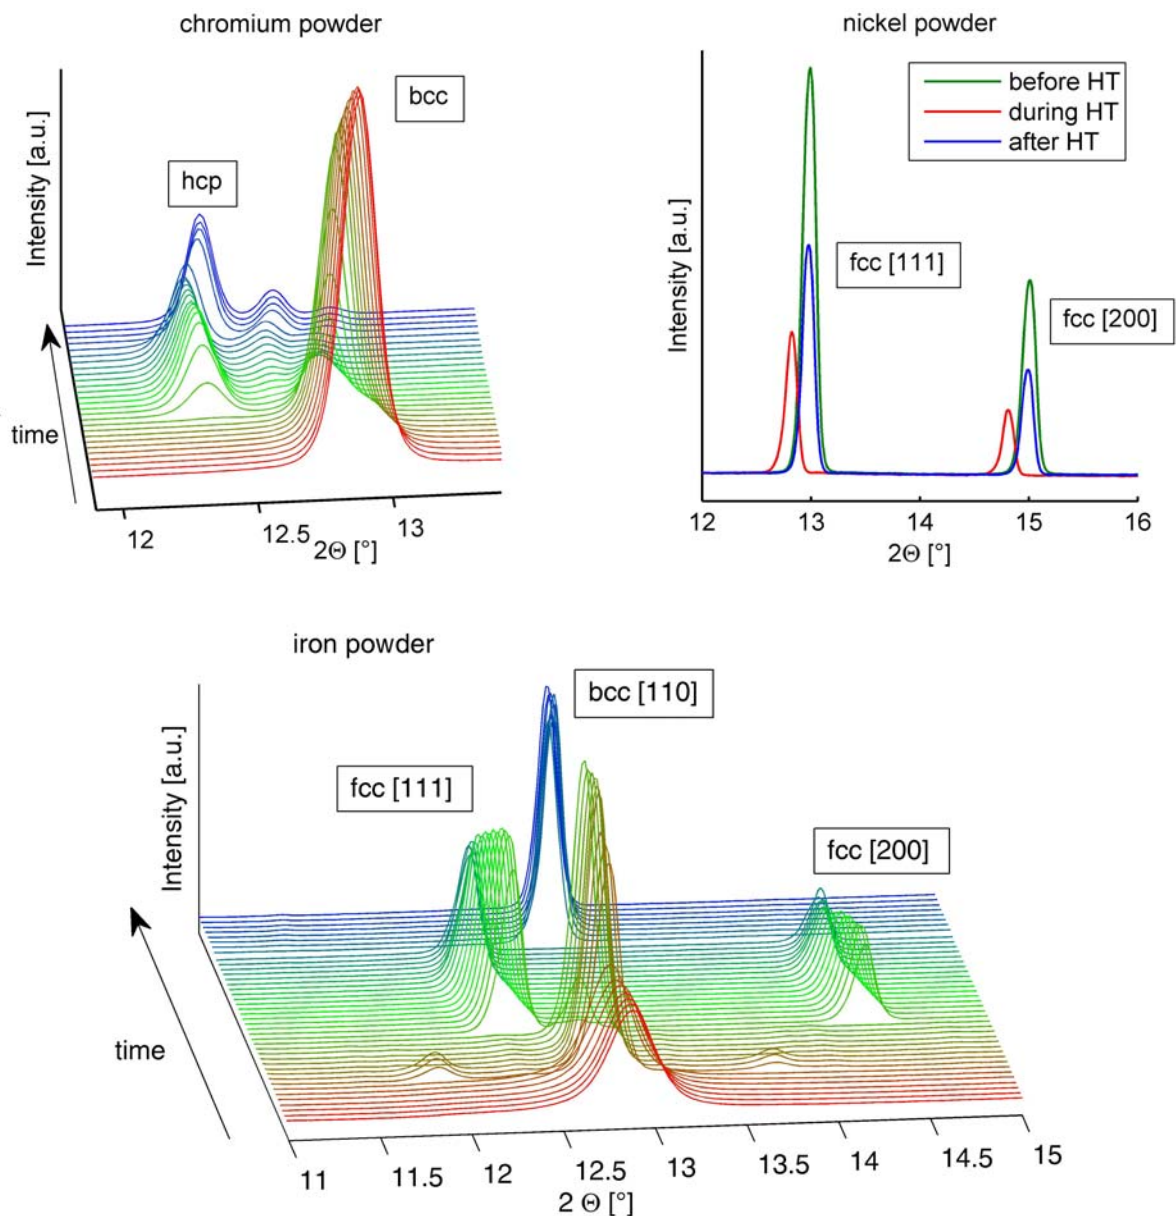 chromium powder
Intensity [a.u.]
hcp
bcc
time
12
12.5
13
2Θ [°]
nickel powder
Intensity [a.u.]
before HT
during HT
after HT
fcc [111]
fcc [200]
12
13
14
15
16
2Θ [°]
iron powder
Intensity [a.u.]
bcc [110]
fcc [111]
fcc [200]
time
11
11.5
12
12.5
13
13.5
14
14.5
15
2 Θ [°]